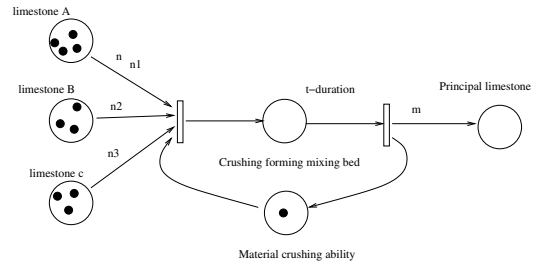 limestone A
n
n1
t−duration
limestone B
n2
m
Principal limestone
n3
Crushing forming mixing bed
limestone c
Material crushing ability